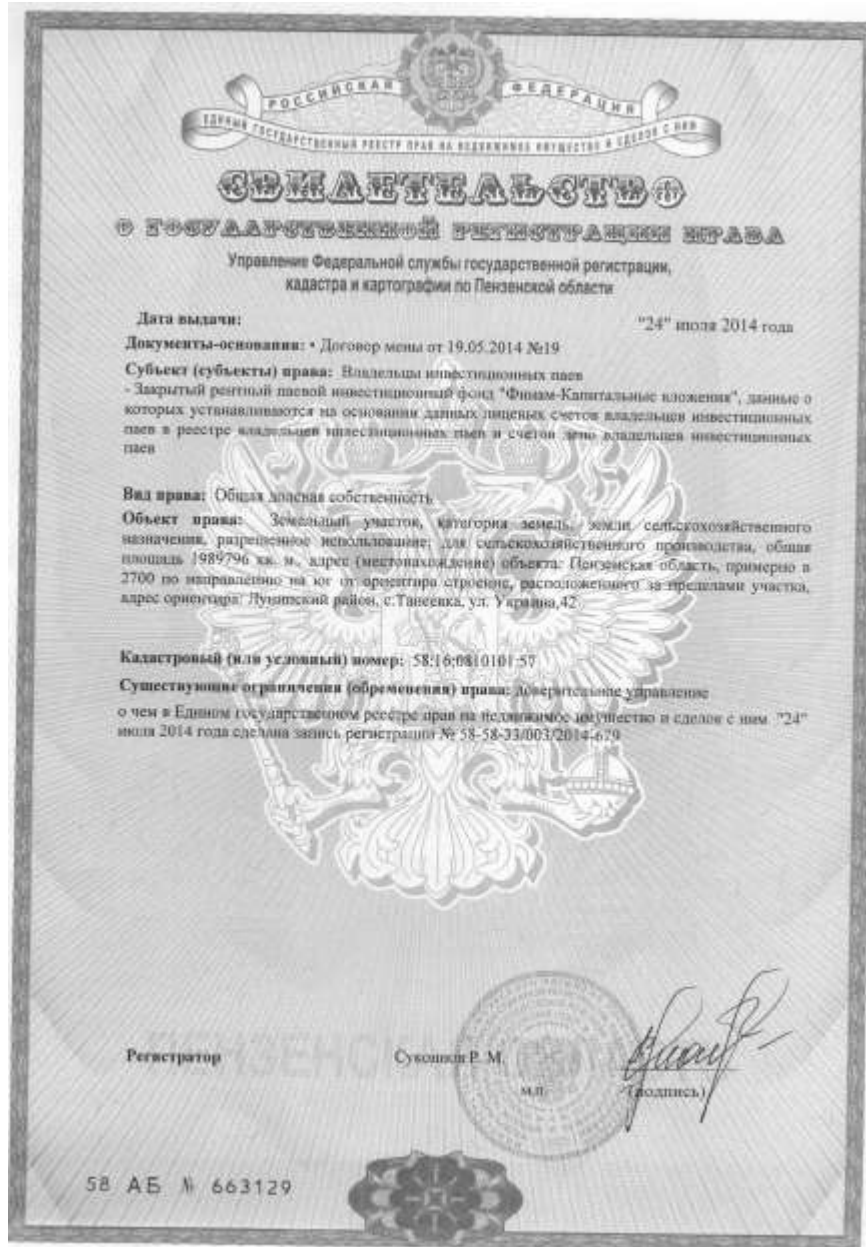 РОССИЙСКАЯ ФЕДЕРАЦИЯ
ЕДИНЫЙ ГОСУДАРСТВЕННЫЙ РЕЕСТР ПРАВ НА НЕДВИЖИМОЕ ИМУЩЕСТВО И СДЕЛОК С НИМ
СВИДЕТЕЛЬСТВО
О ГОСУДАРСТВЕННОЙ РЕГИСТРАЦИИ ПРАВА
Управление Федеральной службы государственной регистрации,
кадастра и картографии по Пензенской области
Дата выдачи: "24" июля 2014 года
Документы-основания: • Договор мены от 19.05.2014 №19
Субъект (субъекты) права: Владельцы инвестиционных паев
- Закрытый рентный паевой инвестиционный фонд "Финам-Капитальные вложения", данные о
которых устанавливаются на основании данных лицевых счетов владельцев инвестиционных
паев в реестре владельцев инвестиционных паев и счетов депо владельцев инвестиционных
паев
Вид права: Общая долевая собственность
Объект права: Земельный участок, категория земель: земли сельскохозяйственного
назначения, разрешенное использование: для сельскохозяйственного производства, общая
площадь 1989796 кв. м., адрес (местонахождение) объекта: Пензенская область, примерно в
2700 по направлению на юг от ориентира строение, расположенного за пределами участка,
адрес ориентира: Лунинский район, с.Танеевка, ул. Украина,42
Кадастровый (или условный) номер: 58:16:0810101:57
Существующие ограничения (обременения) права: доверительное управление
о чем в Едином государственном реестре прав на недвижимое имущество и сделок с ним "24"
июля 2014 года сделана запись регистрации № 58-58-33/003/2014-629
Регистратор Р. М.
м.п. (подпись)
58 АБ № 663129